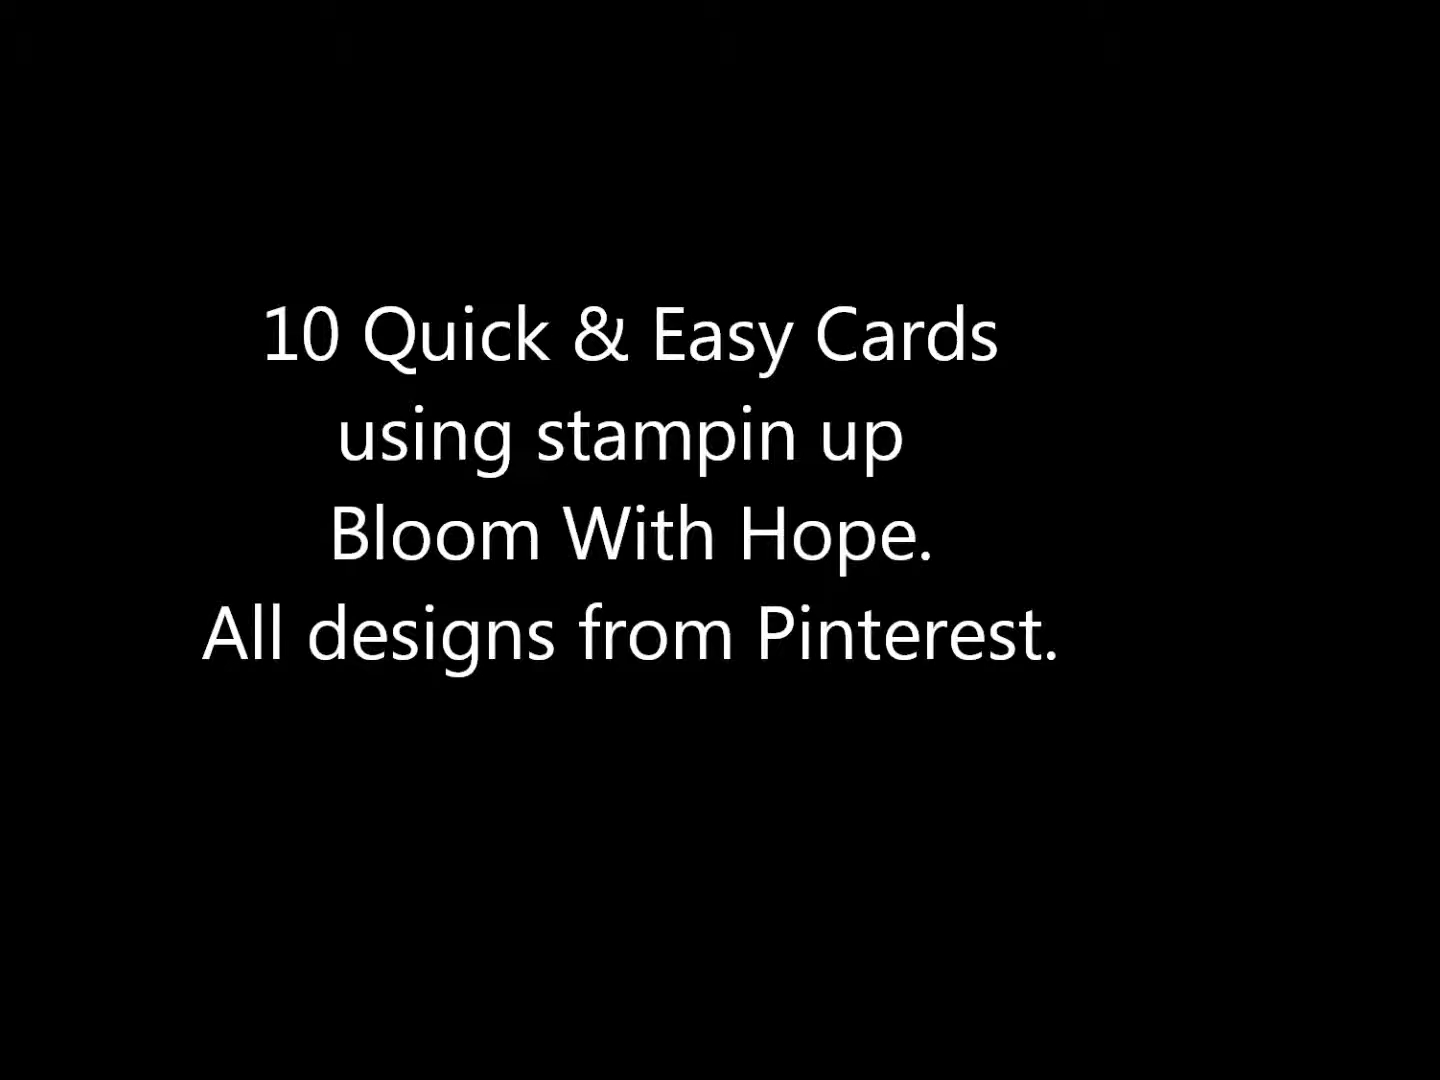 10 Quick & Easy Cards
using stampin up
Bloom With Hope.
All designs from Pinterest.